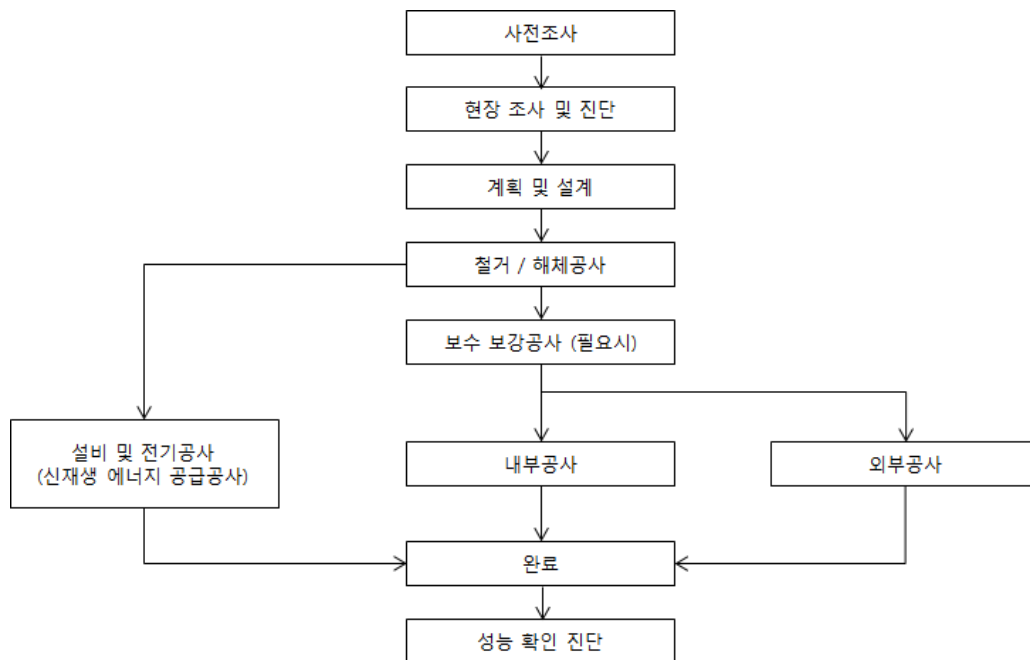 사전조사
현장 조사 및 진단
계획 및 설계
철거 / 해체공사
보수 보강공사 (필요시)
설비 및 전기공사
(신재생 에너지 공급공사)
내부공사
외부공사
완료
성능 확인 진단